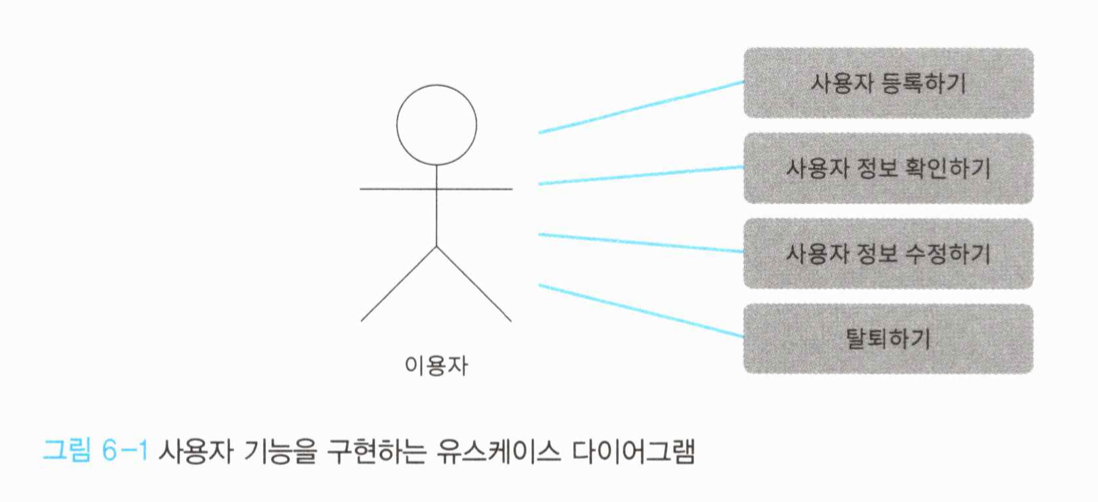 사용자 등록하기
사용자 정보 확인하기
사용자 정보 수정하기
탈퇴하기
이용자
그림 6-1 사용자 기능을 구현하는 유스케이스 다이어그램